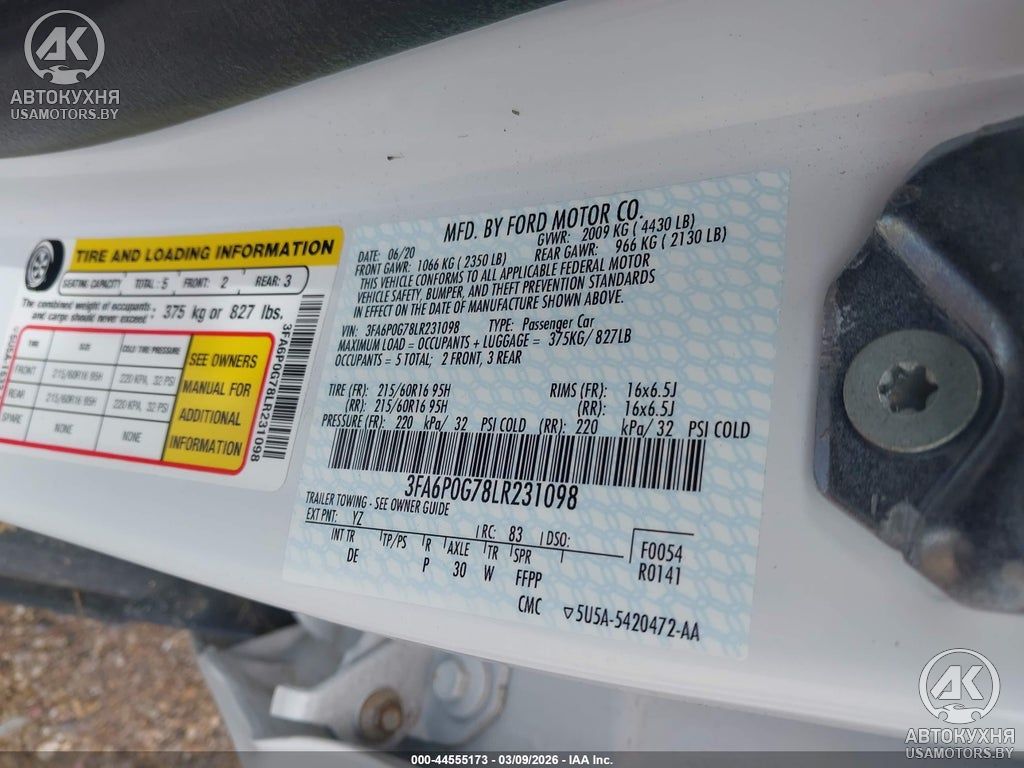 АК
АВТОКУХНЯ
USAMOTORS.BY
TIRE AND LOADING INFORMATION
SEATING CAPACITY TOTAL : 5 FRONT: 2 REAR: 3
The combined weight of occupants and cargo should never exceed : 375 kg or 827 lbs.
TIRE SIZE COLD TIRE PRESSURE
FRONT 215/60R16 95H 220 KPA, 32 PSI
REAR 215/60R16 95H 220 KPA, 32 PSI
SPARE NONE NONE
SEE OWNERS
MANUAL FOR
ADDITIONAL
INFORMATION
3FA6P0G78LR231098
MFD. BY FORD MOTOR CO.
DATE: 06/20 GVWR: 2009 KG ( 4430 LB)
FRONT GAWR: 1066 KG ( 2350 LB) REAR GAWR: 966 KG ( 2130 LB)
THIS VEHICLE CONFORMS TO ALL APPLICABLE FEDERAL MOTOR
VEHICLE SAFETY, BUMPER, AND THEFT PREVENTION STANDARDS
IN EFFECT ON THE DATE OF MANUFACTURE SHOWN ABOVE.
VIN: 3FA6P0G78LR231098 TYPE: Passenger Car
MAXIMUM LOAD = OCCUPANTS + LUGGAGE = 375KG/ 827LB
OCCUPANTS = 5 TOTAL; 2 FRONT, 3 REAR
TIRE (FR): 215/60R16 95H RIMS (FR): 16x6.5J
(RR): 215/60R16 95H (RR): 16x6.5J
PRESSURE (FR): 220 kPa/ 32 PSI COLD (RR): 220 kPa/ 32 PSI COLD
3FA6P0G78LR231098
TRAILER TOWING - SEE OWNER GUIDE
EXT PNT: YZ RC: 83 DSO:
INT TR TP/PS R AXLE TR SPR
DE P 30 W FFPP
F0054
R0141
CMC 5U5A-5420472-AA
АК
АВТОКУХНЯ
USAMOTORS.BY
000-44555173 - 03/09/2026 - IAA Inc.